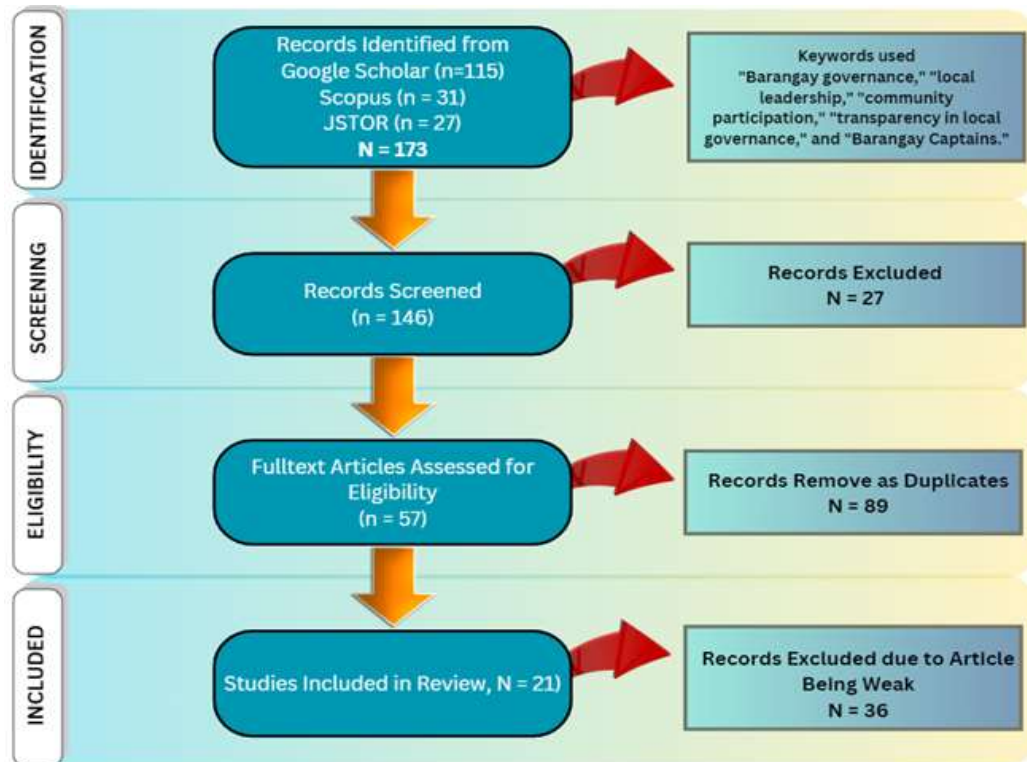 IDENTIFICATION
Records Identified from
Google Scholar (n=115)
Scopus (n = 31)
JSTOR (n = 27)
N = 173
Keywords used
"Barangay governance," "local
leadership," "community
participation," "transparency in local
governance," and "Barangay Captains."
SCREENING
Records Screened
(n = 146)
Records Excluded
N = 27
ELIGIBILITY
Fulltext Articles Assessed for
Eligibility
(n = 57)
Records Remove as Duplicates
N = 89
INCLUDED
Studies Included in Review, N = 21)
Records Excluded due to Article
Being Weak
N = 36